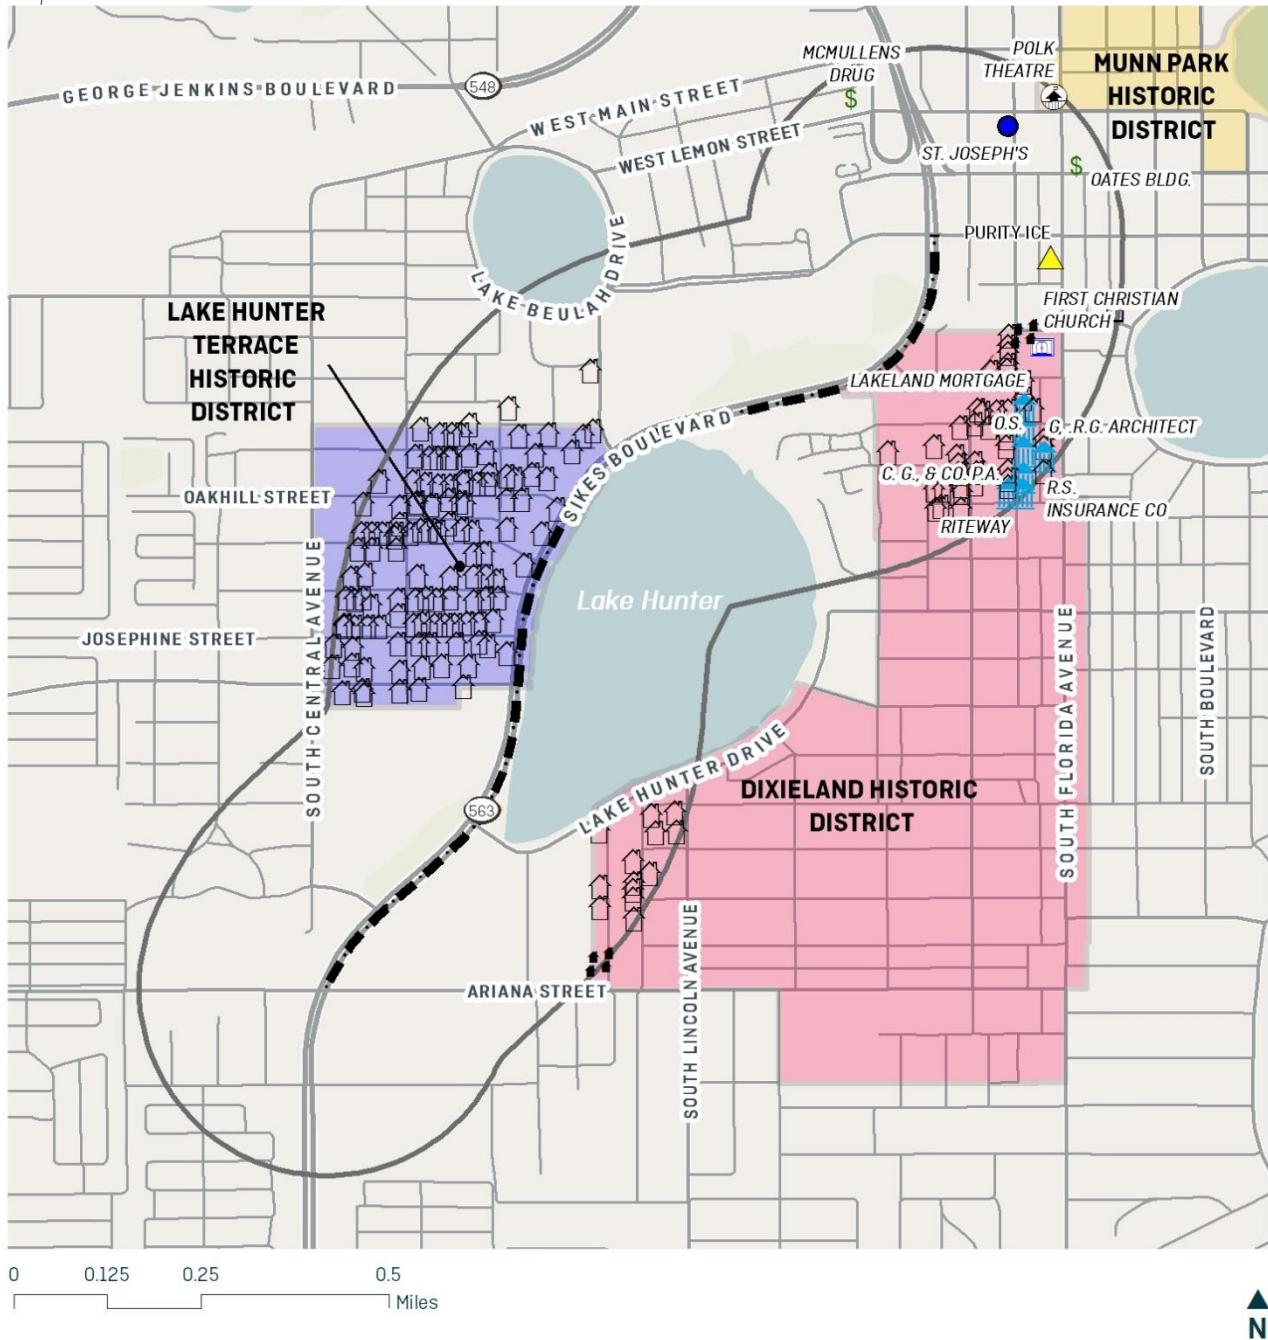 MCMULLENS
DRUG
POLK
THEATRE
MUNN PARK
HISTORIC
DISTRICT
GEORGE JENKINS BOULEVARD
548
WEST MAIN STREET
WEST LEMON STREET
$
ST. JOSEPH'S
$
OATES BLDG.
LAKE BEULAH DRIVE
PURITY ICE
LAKE HUNTER
TERRACE
HISTORIC
DISTRICT
FIRST CHRISTIAN
CHURCH
LAKELAND MORTGAGE
O.S.
G,.R.G. ARCHITECT
SIKES BOULEVARD
C. G., & CO. P.A.
R.S.
INSURANCE CO
RITEWAY
OAKHILL STREET
Lake Hunter
JOSEPHINE STREET
SOUTH CENTRAL AVENUE
SOUTH FLORIDA AVENUE
SOUTH BOULEVARD
LAKE HUNTER DRIVE
DIXIELAND HISTORIC
DISTRICT
563
SOUTH LINCOLN AVENUE
ARIANA STREET
0 0.125 0.25 0.5
Miles
N